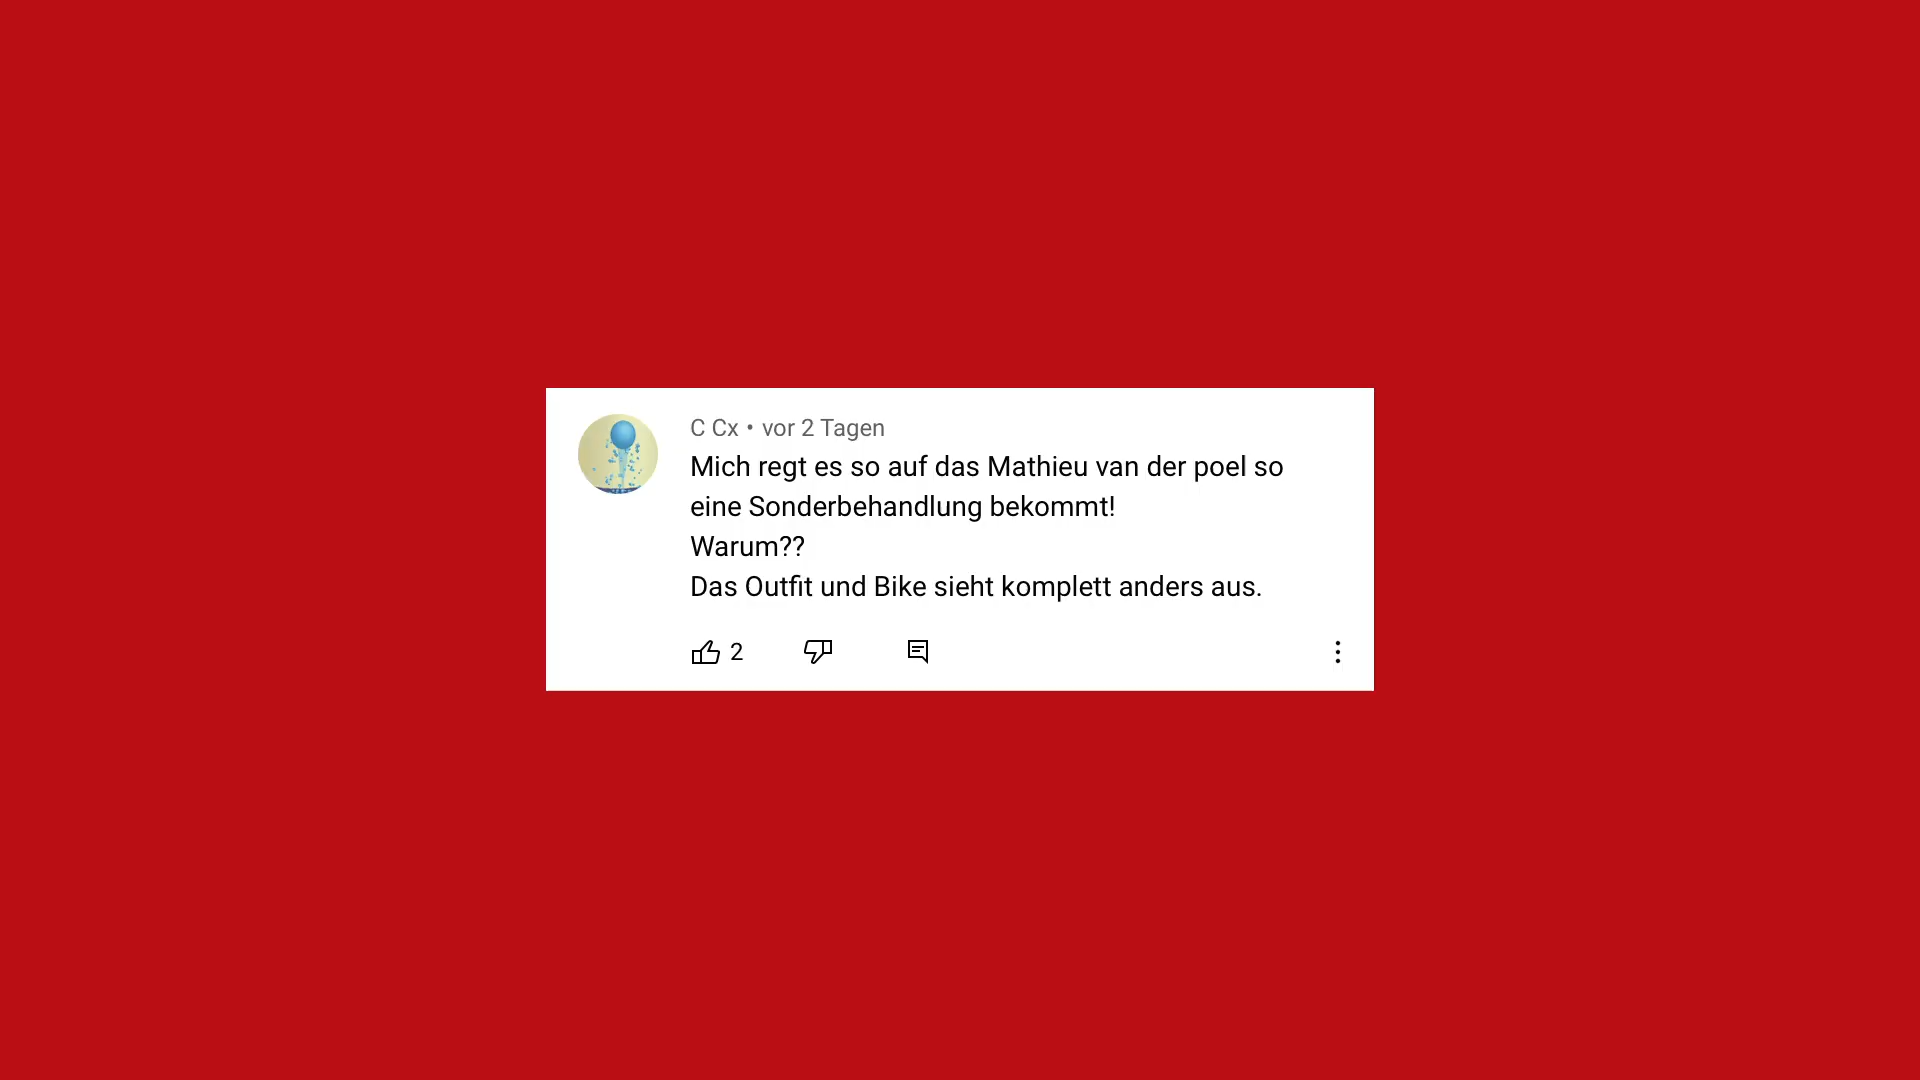 C Cx • vor 2 Tagen
Mich regt es so auf das Mathieu van der poel so
eine Sonderbehandlung bekommt!
Warum??
Das Outfit und Bike sieht komplett anders aus.
2